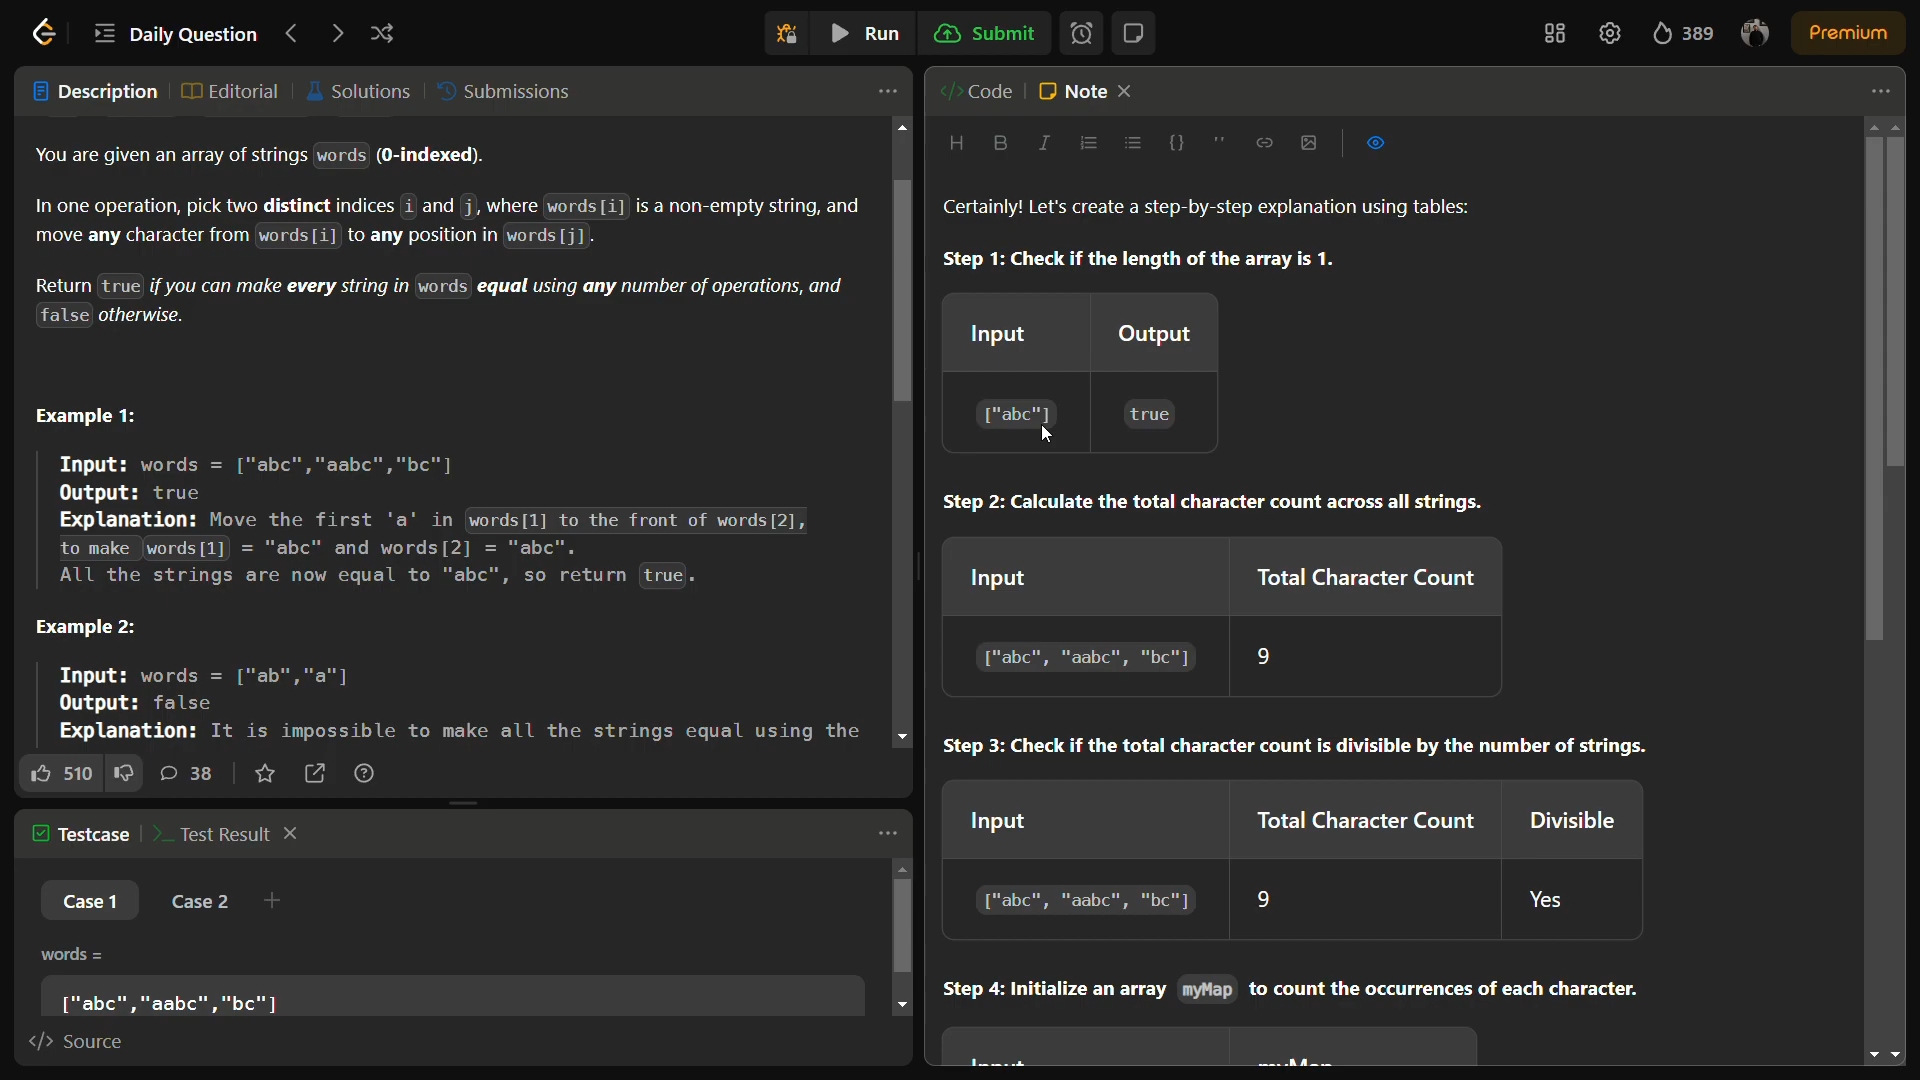 Daily Question
Run
Submit
389
Premium
Description
Editorial
Solutions
Submissions
You are given an array of strings words (0-indexed).
In one operation, pick two distinct indices i and j, where words[i] is a non-empty string, and
move any character from words[i] to any position in words[j].
Return true if you can make every string in words equal using any number of operations, and
false otherwise.
Example 1:
Input: words = ["abc","aabc","bc"]
Output: true
Explanation: Move the first 'a' in words[1] to the front of words[2],
to make words[1] = "abc" and words[2] = "abc".
All the strings are now equal to "abc", so return true.
Example 2:
Input: words = ["ab","a"]
Output: false
Explanation: It is impossible to make all the strings equal using the
510
38
Testcase
Test Result
Case 1
Case 2
words =
["abc","aabc","bc"]
Source
Code
Note
H B I {} "
Certainly! Let's create a step-by-step explanation using tables:
Step 1: Check if the length of the array is 1.
Input Output
["abc"] true
Step 2: Calculate the total character count across all strings.
Input Total Character Count
["abc", "aabc", "bc"] 9
Step 3: Check if the total character count is divisible by the number of strings.
Input Total Character Count Divisible
["abc", "aabc", "bc"] 9 Yes
Step 4: Initialize an array myMap to count the occurrences of each character.
Input myMap